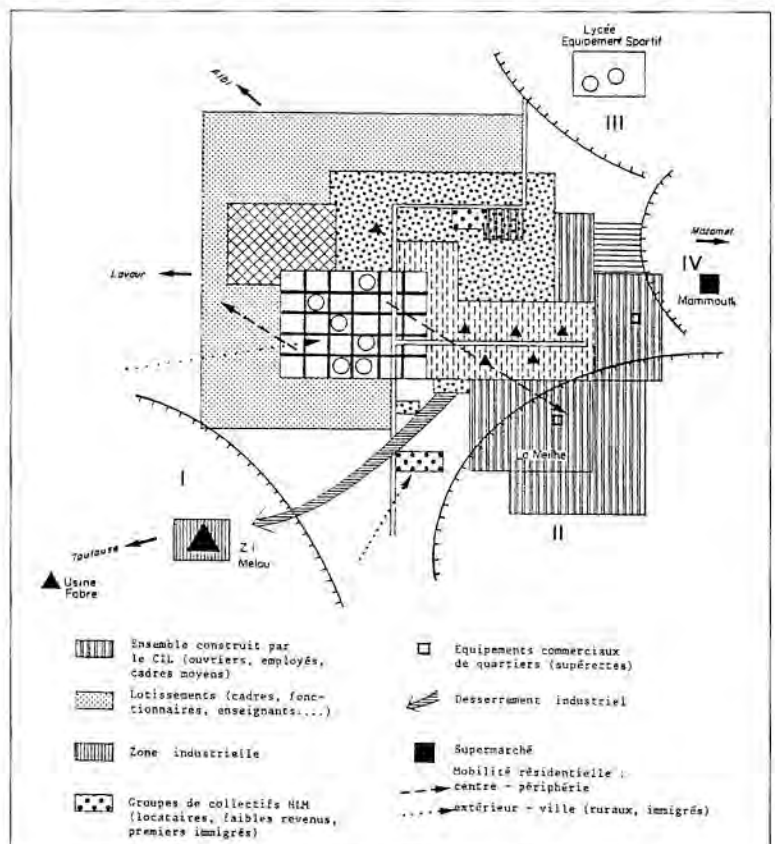 Lycée
Equipement Sportif
III
Albi
Mazamet
Lavaur
IV
Mammouth
La Neilhe
I
II
Toulouse
Z I
Melou
Usine
Fabre
Ensemble construit par
le CIL (ouvriers, employés,
cadres moyens)
Lotissements (cadres, fonc-
tionnaires, enseignants....)
Zone industrielle
Groupes de collectifs HLM
(locataires, faibles revenus,
premiers immigrés)
Equipements commerciaux
de quartiers (supérettes)
Desserrement industriel
Supermarché
Mobilité résidentielle :
centre - périphérie
extérieur - ville (ruraux, immigrés)